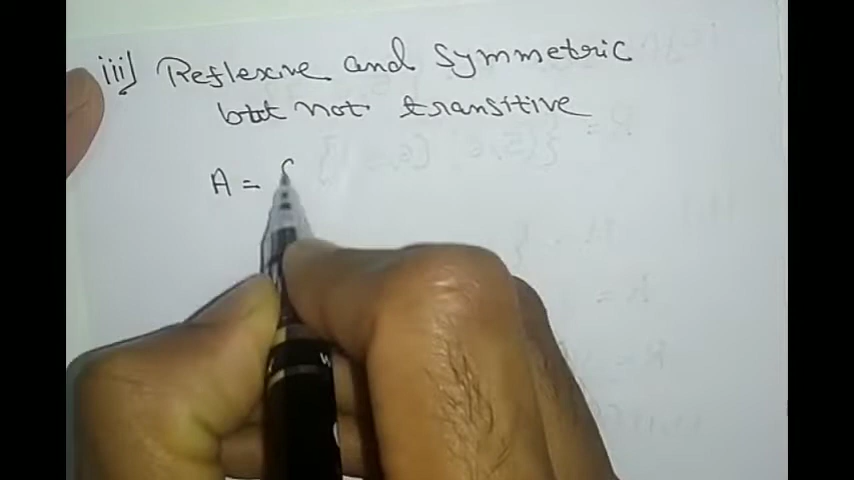 iii) Reflexive and symmetric
but not transitive
A = {